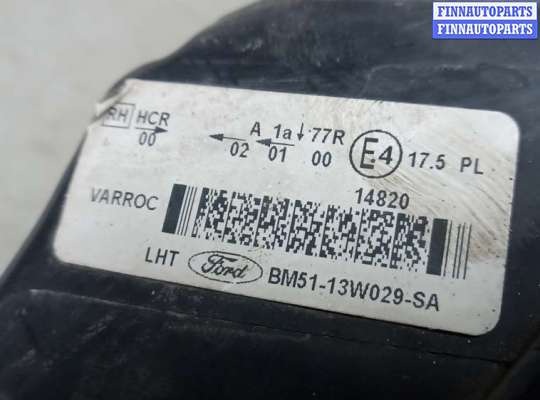 FINNAUTOPARTS
FINNAUTOPARTS
RH HCR A 1a 77R E4 17.5 PL
00 02 01 00
14820
VARROC
LHT Ford BM51-13W029-SA